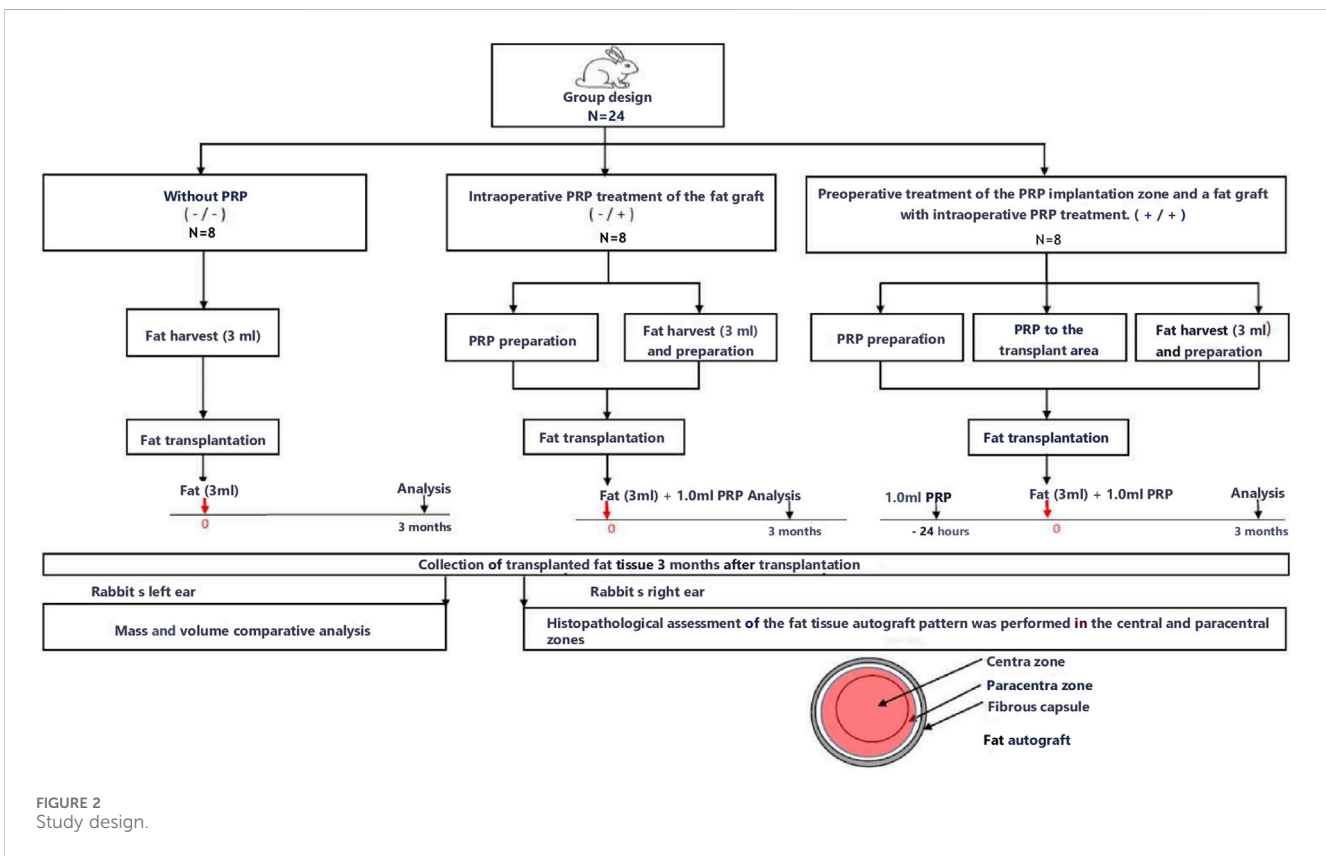 Group design
N=24
Without PRP
( - / - )
N=8
Intraoperative PRP treatment of the fat graft
( - / + )
N=8
Preoperative treatment of the PRP implantation zone and a fat graft
with intraoperative PRP treatment. ( + / + )
N=8
Fat harvest (3 ml)
PRP preparation
Fat harvest (3 ml)
and preparation
PRP preparation
PRP to the
transplant area
Fat harvest (3 ml)
and preparation
Fat transplantation
Fat transplantation
Fat transplantation
Fat (3ml)
Analysis
0
3 months
Fat (3ml) + 1.0ml PRP Analysis
0
3 months
1.0ml PRP
Fat (3ml) + 1.0ml PRP
Analysis
- 24 hours
0
3 months
Collection of transplanted fat tissue 3 months after transplantation
Rabbit s left ear
Rabbit s right ear
Mass and volume comparative analysis
Histopathological assessment of the fat tissue autograft pattern was performed in the central and paracentral
zones
Centra zone
Paracentra zone
Fibrous capsule
Fat autograft
FIGURE 2
Study design.